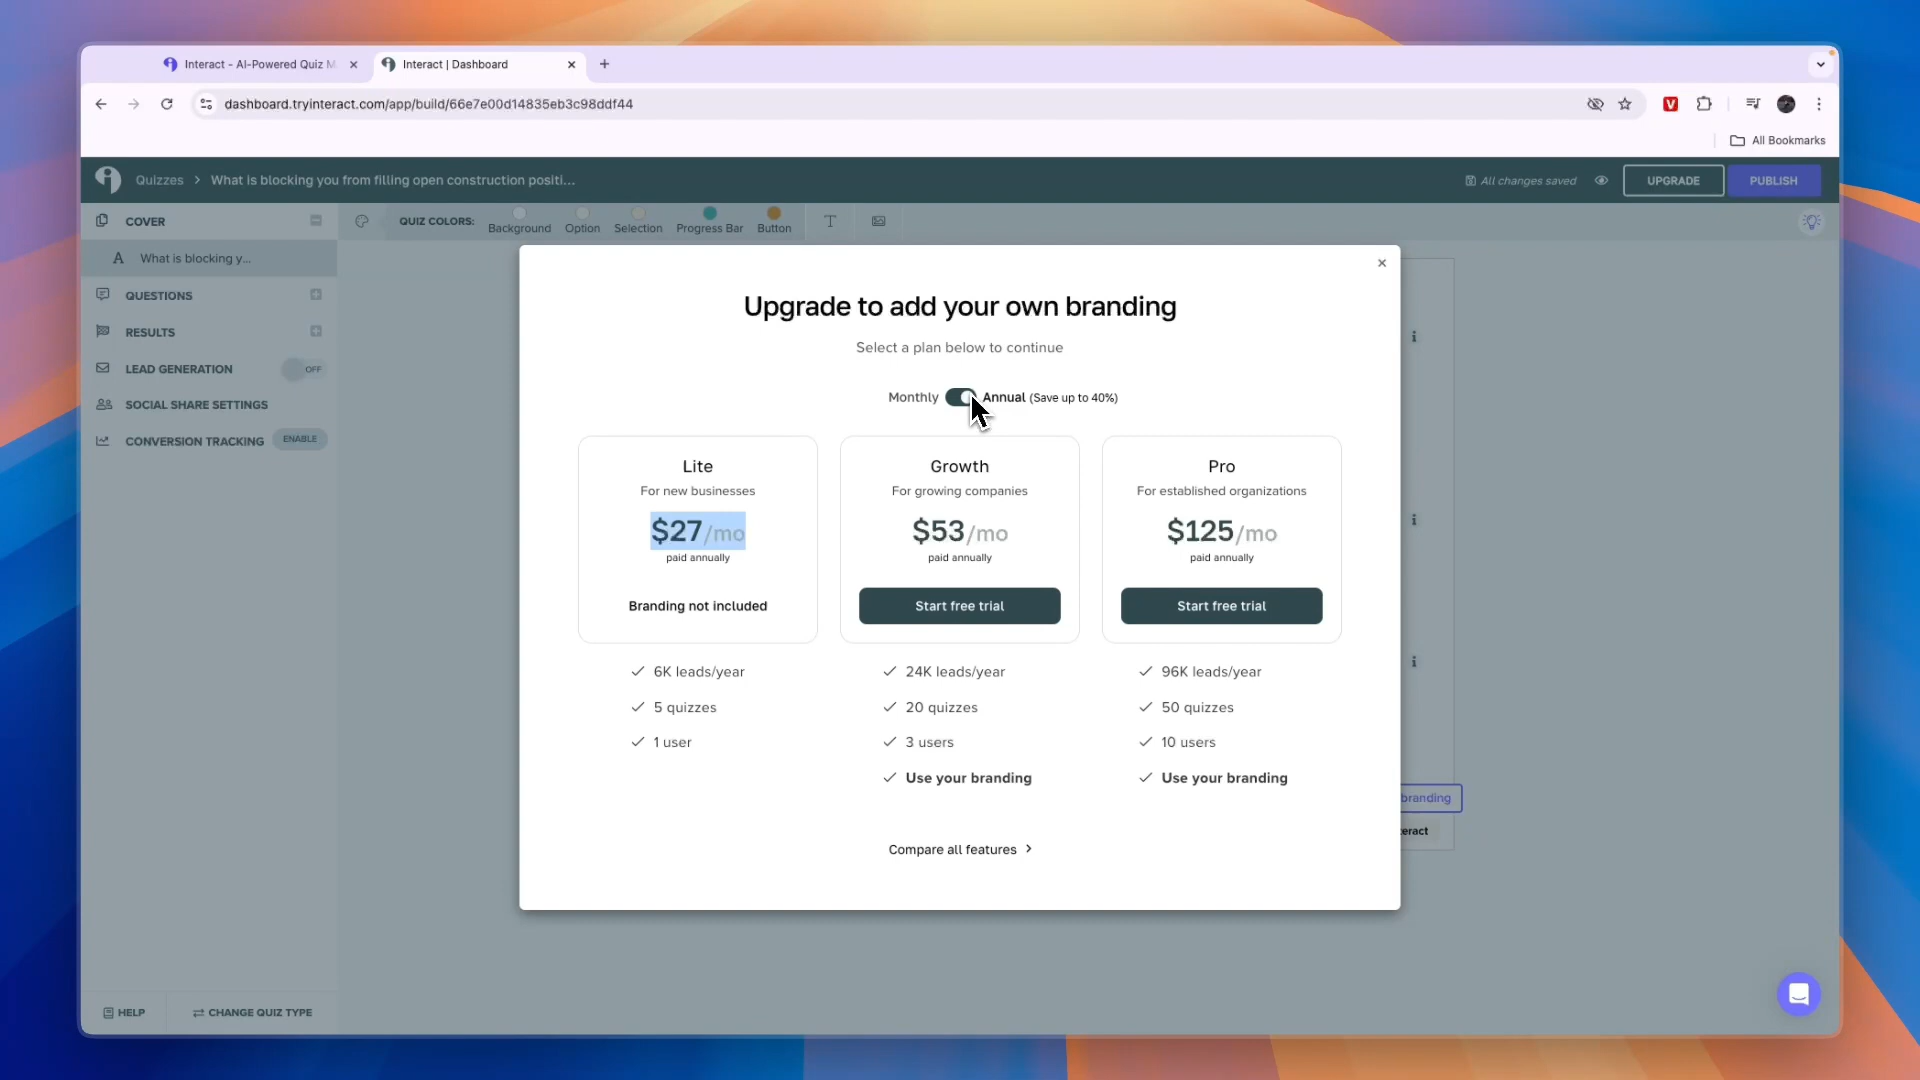 Interact - AI-Powered Quiz M
Interact | Dashboard
dashboard.tryinteract.com/app/build/66e7e00d14835eb3c98ddf44
All Bookmarks
Quizzes > What is blocking you from filling open construction positi...
All changes saved
UPGRADE
PUBLISH
COVER
QUIZ COLORS:
Background
Option
Selection
Progress Bar
Button
What is blocking y...
QUESTIONS
RESULTS
LEAD GENERATION
OFF
SOCIAL SHARE SETTINGS
CONVERSION TRACKING
ENABLE
Upgrade to add your own branding
Select a plan below to continue
Monthly
Annual (Save up to 40%)
Lite
For new businesses
$27/mo
paid annually
Branding not included
6K leads/year
5 quizzes
1 user
Growth
For growing companies
$53/mo
paid annually
Start free trial
24K leads/year
20 quizzes
3 users
Use your branding
Pro
For established organizations
$125/mo
paid annually
Start free trial
96K leads/year
50 quizzes
10 users
Use your branding
Compare all features >
branding
eract
HELP
CHANGE QUIZ TYPE